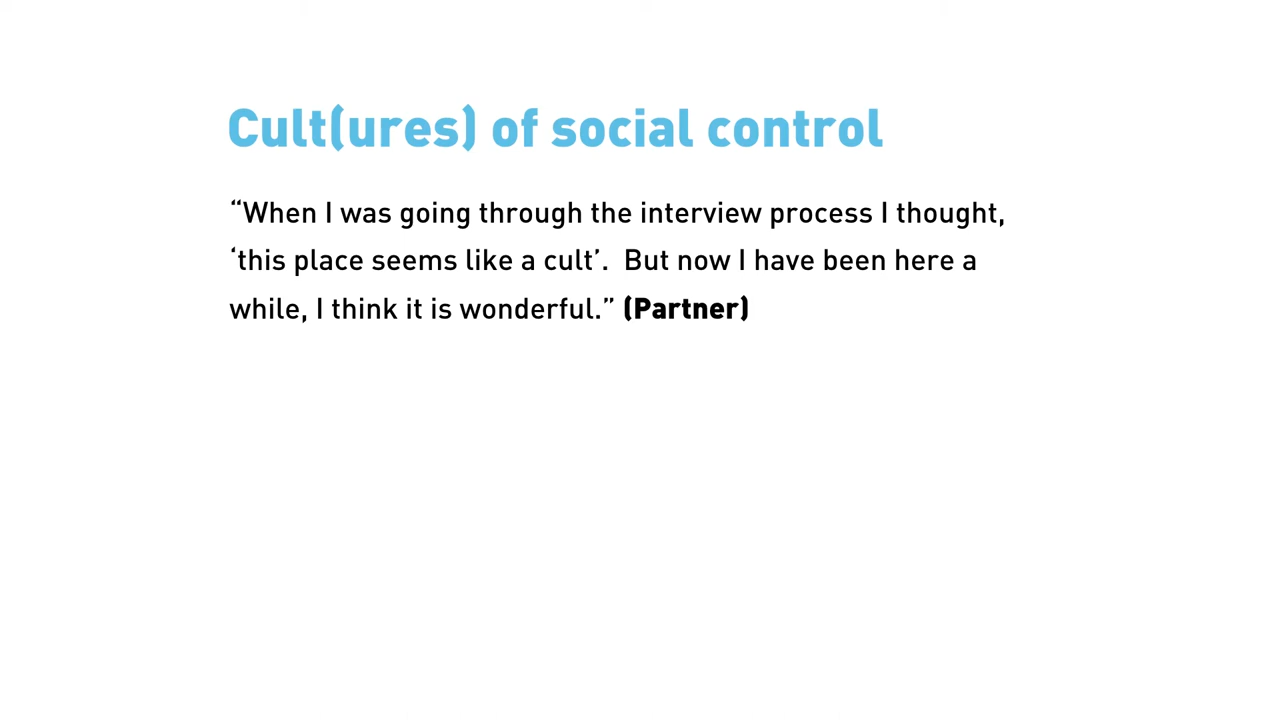 Cult(ures) of social control
“When I was going through the interview process I thought,
‘this place seems like a cult’.  But now I have been here a
while, I think it is wonderful.” (Partner)